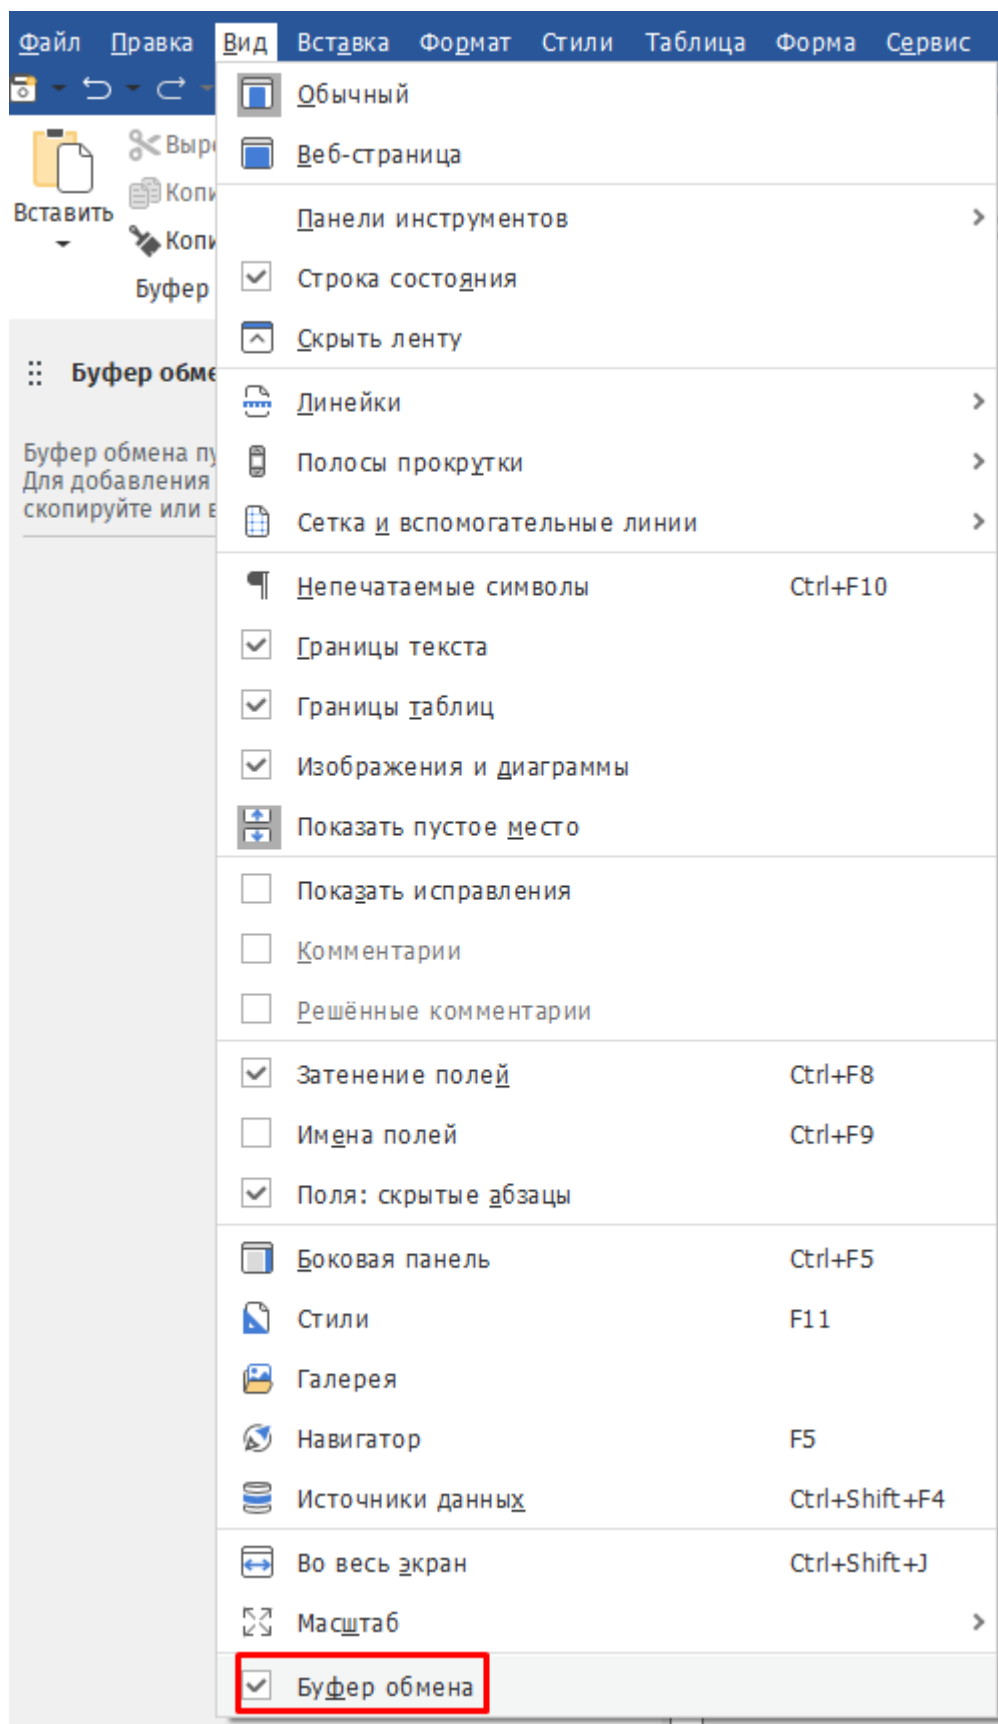 Файл Правка Вид Вставка Формат Стили Таблица Форма Сервис
Обычный
Веб-страница
Вставить
Буфер
Панели инструментов
Строка состояния
Скрыть ленту
Буфер
Буфер обмена
Для добавления
скопируйте или
Линейки
Полосы прокрутки
Сетка и вспомогательные линии
Непечатаемые символы Ctrl+F10
Границы текста
Границы таблиц
Изображения и диаграммы
Показать пустое место
Показать исправления
Комментарии
Решённые комментарии
Затенение полей Ctrl+F8
Имена полей Ctrl+F9
Поля: скрытые абзацы
Боковая панель Ctrl+F5
Стили F11
Галерея
Навигатор F5
Источники данных Ctrl+Shift+F4
Во весь экран Ctrl+Shift+J
Масштаб
Буфер обмена